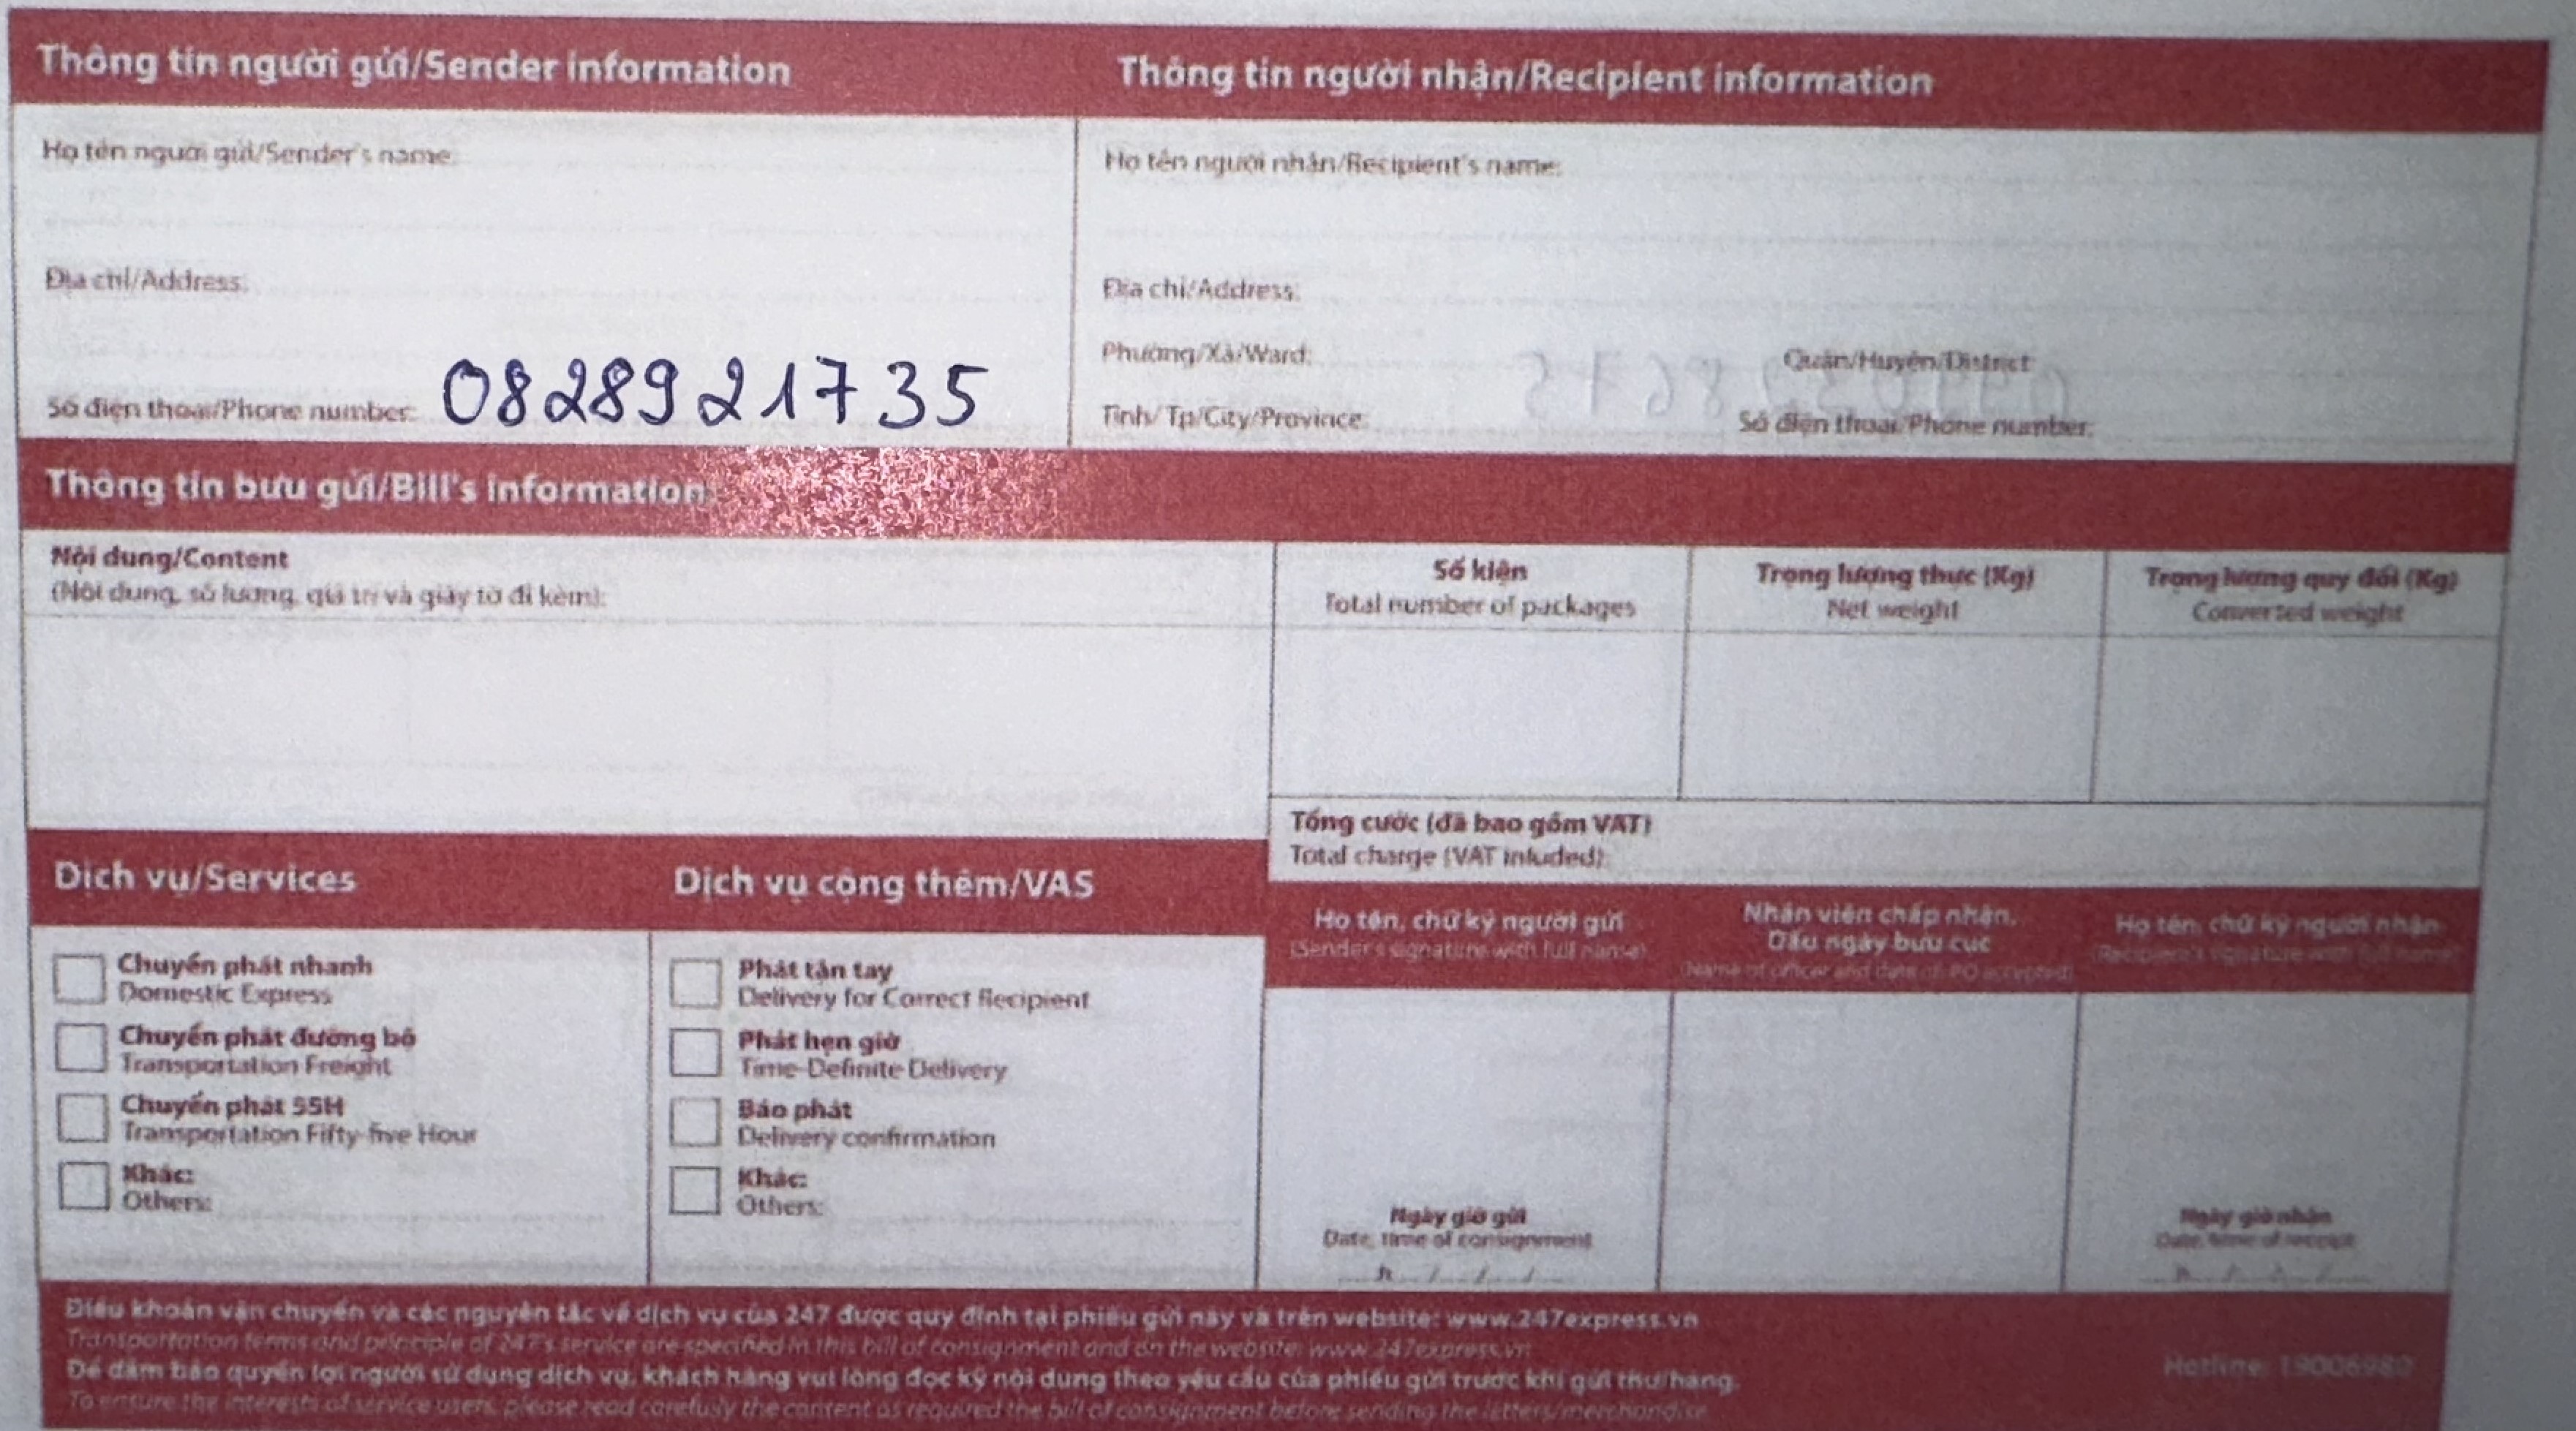 Thông tin người gửi/Sender information
Thông tin người nhận/Recipient information
Họ tên người gửi/Sender's name:
Địa chỉ/Address:
Số điện thoại/Phone number: 0828921735
Họ tên người nhận/Recipient's name:
Địa chỉ/Address:
Phường/Xã/Ward:
Quận/Huyện/District:
Tỉnh/Tp/City/Province:
Số điện thoại/Phone number:
Thông tin bưu gửi/Bill's information
Nội dung/Content
(Nội dung, số lượng, giá trị và giấy tờ đi kèm):
Số kiện
Total number of packages
Trọng lượng thực (Kg)
Net weight
Trọng lượng quy đổi (Kg)
Converted weight
Tổng cước (đã bao gồm VAT)
Total charge (VAT inluded):
Dịch vụ/Services
Chuyển phát nhanh
Domestic Express
Chuyển phát đường bộ
Transportation Freight
Chuyển phát 55H
Transportation Fifty-five Hour
Khác:
Others:
Dịch vụ cộng thêm/VAS
Phát tận tay
Delivery for Correct Recipient
Phát hẹn giờ
Time-Definite Delivery
Báo phát
Delivery confirmation
Khác:
Others:
Họ tên, chữ ký người gửi
(Sender's signature with full name)
Ngày giờ gửi
Date, time of consignment
h / / /
Nhân viên chấp nhận,
Dấu ngày bưu cục
(Name of officer and date of PO accepted)
Họ tên, chữ ký người nhận
(Recipient's signature with full name)
Ngày giờ nhận
Date, time of receipt
h / / /
Điều khoản vận chuyển và các nguyên tắc về dịch vụ của 247 được quy định tại phiếu gửi này và trên website: www.247express.vn
Transportation terms and principle of 247's service are specified in this bill of consignment and on the website: www.247express.vn
Để đảm bảo quyền lợi người sử dụng dịch vụ, khách hàng vui lòng đọc kỹ nội dung theo yêu cầu của phiếu gửi trước khi gửi thư/hàng.
To ensure the interests of service users, please read carefully the content as required the bill of consignment before sending the letters/merchandise
Hotline: 19006980